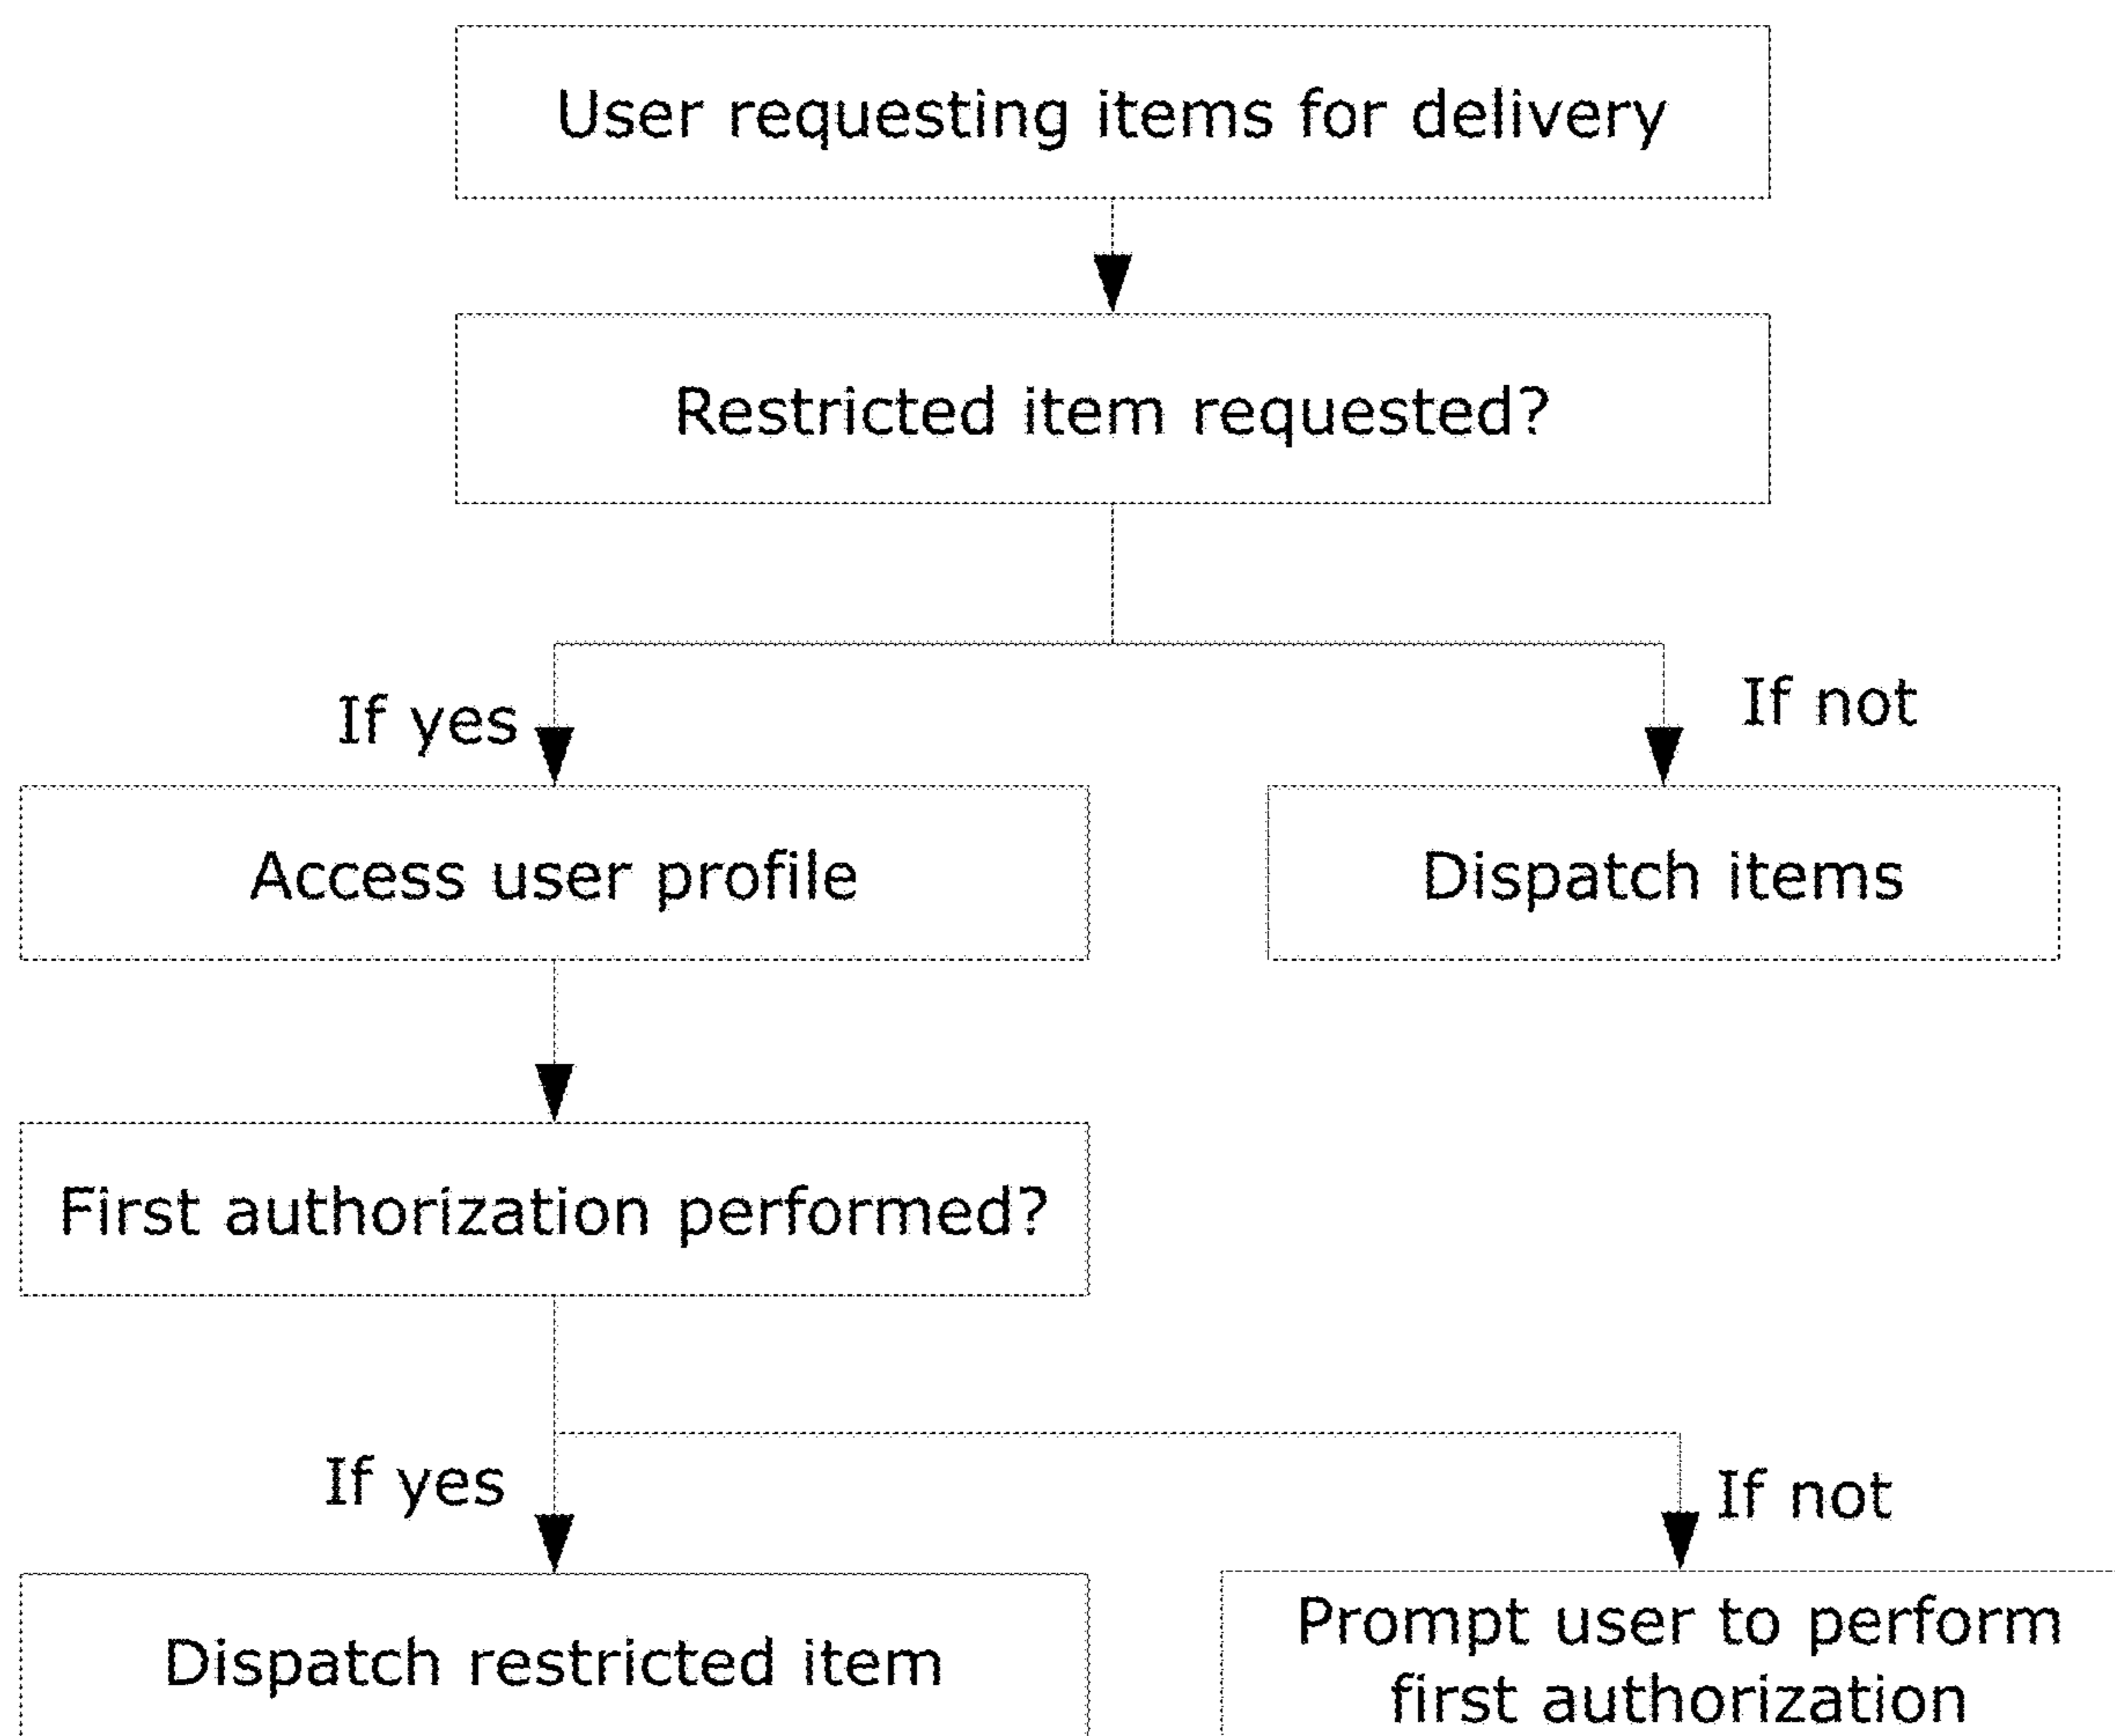 User requesting items for delivery
Restricted item requested?
If yes
If not
Access user profile
Dispatch items
First authorization performed?
If yes
If not
Dispatch restricted item
Prompt user to perform
first authorization